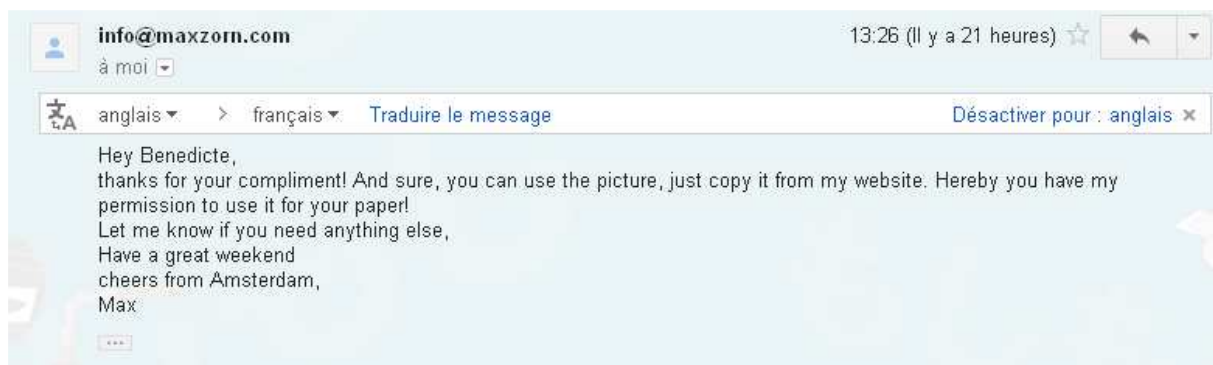 info@maxzorn.com 13:26 (Il y a 21 heures)
à moi
anglais > français Traduire le message Désactiver pour : anglais ×
Hey Benedicte,
thanks for your compliment! And sure, you can use the picture, just copy it from my website. Hereby you have my
permission to use it for your paper!
Let me know if you need anything else,
Have a great weekend
cheers from Amsterdam,
Max
...